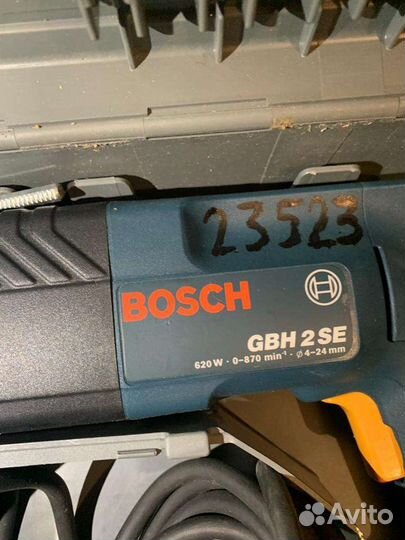 23523
BOSCH
GBH 2 SE
620 W · 0–870 min⁻¹ · ⌀ 4–24 mm
Avito